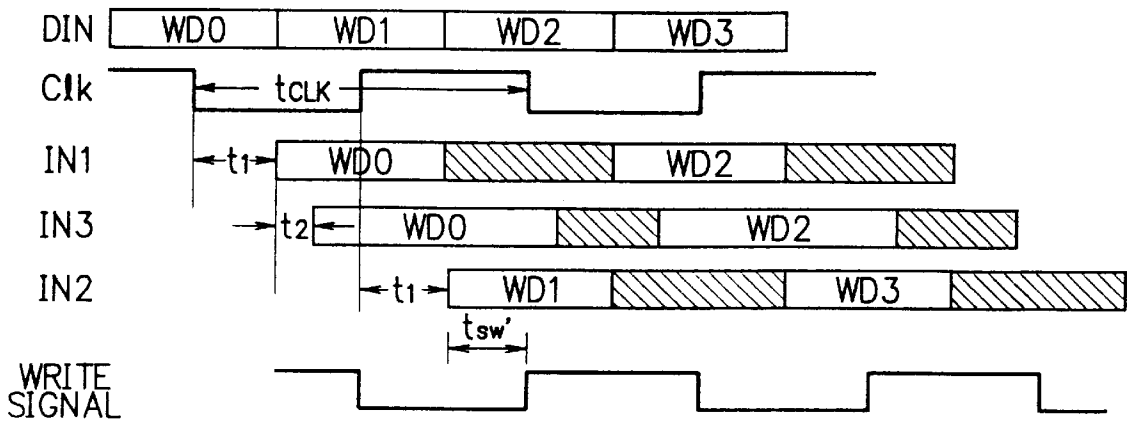 DIN WD0 WD1 WD2 WD3
Clk tCLK
IN1 t1 WD0 WD2
IN3 t2 WD0 WD2
IN2 t1 WD1 WD3
tsw'
WRITE
SIGNAL